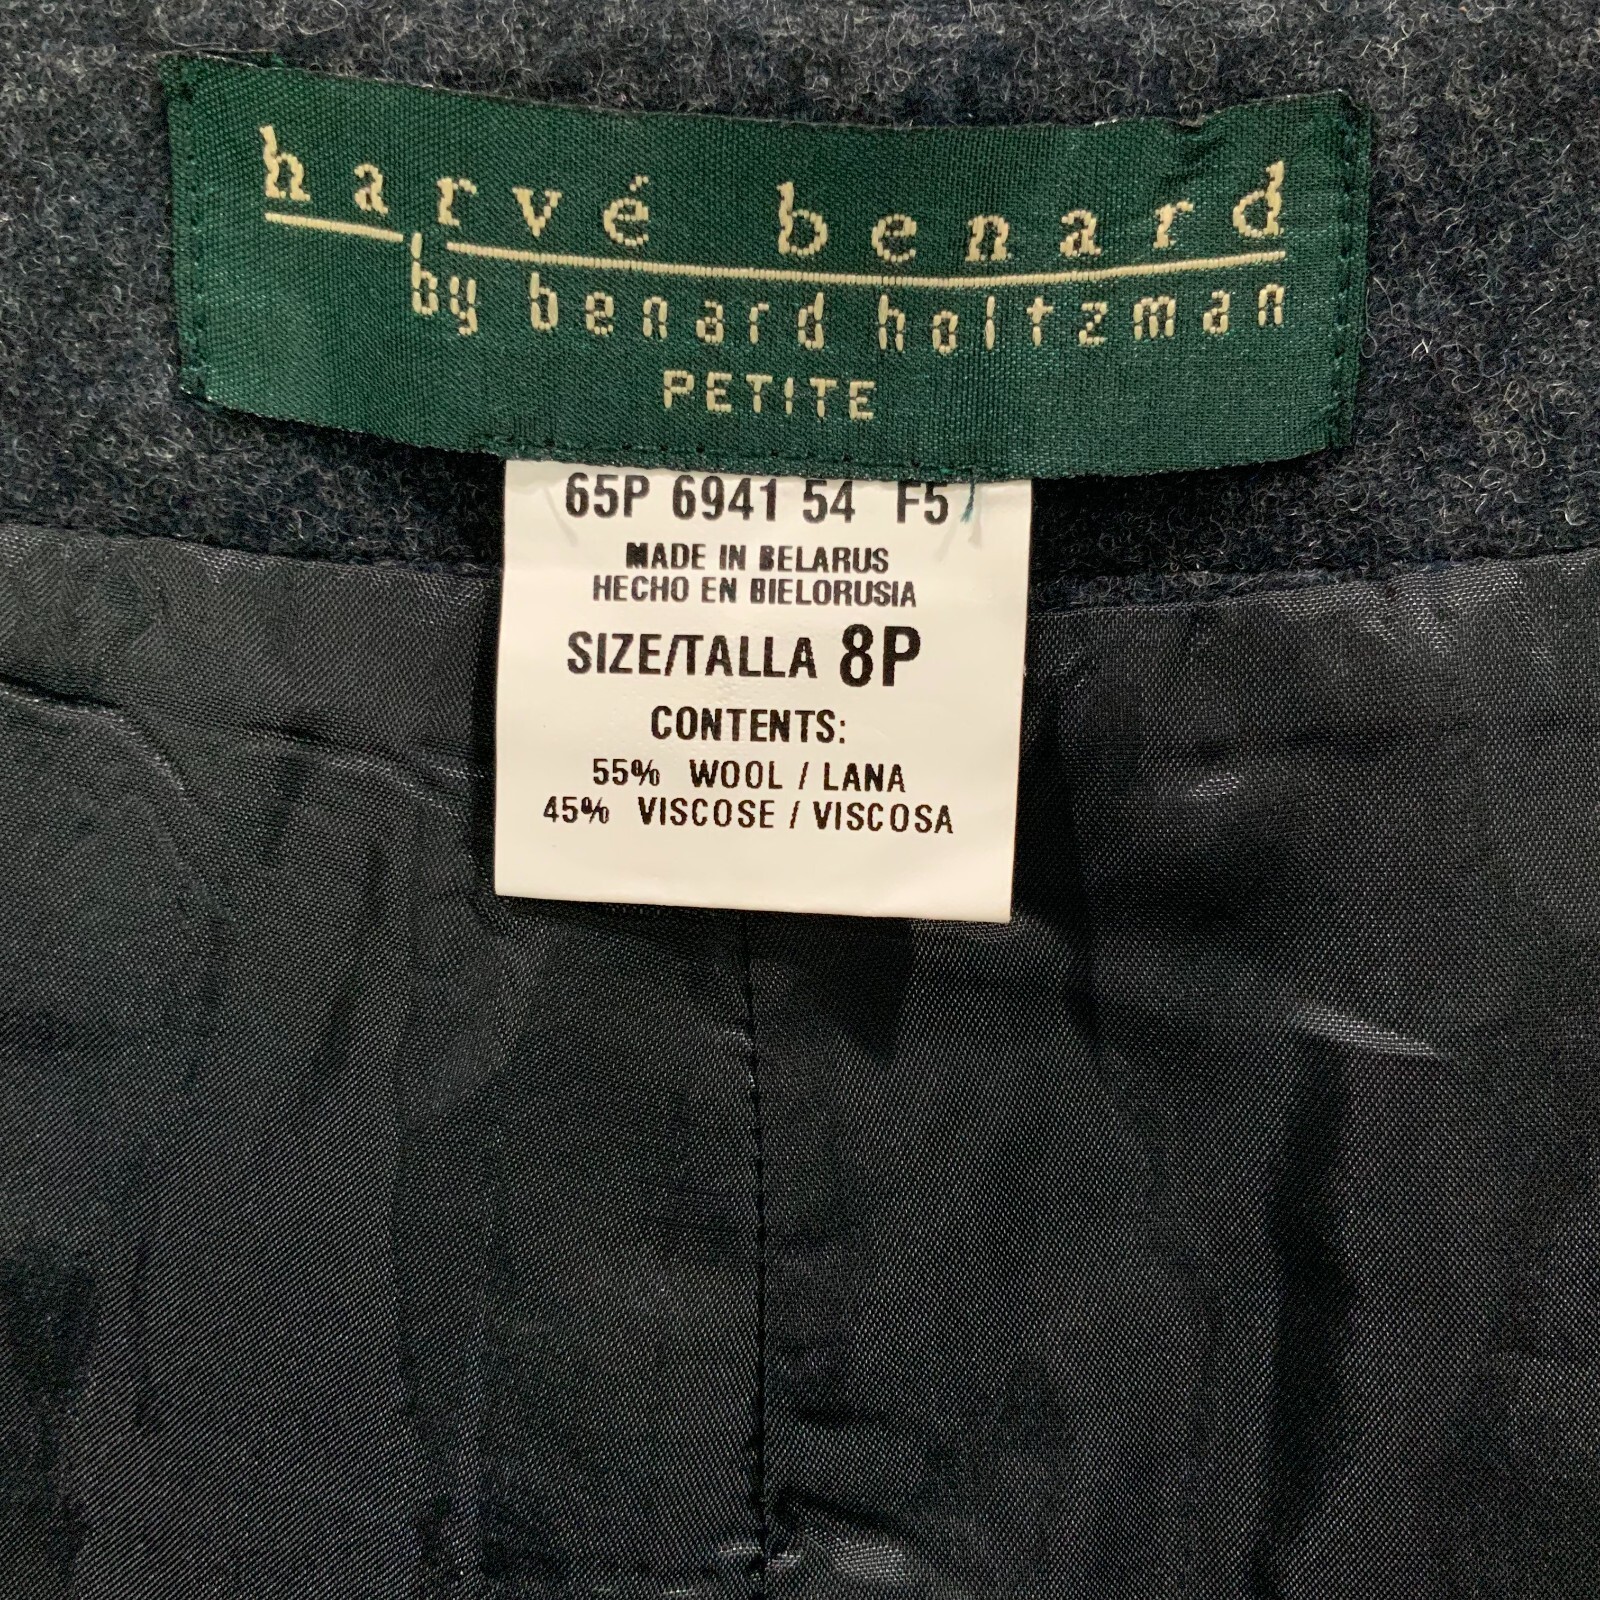 harvé benard
by benard holtzman
PETITE
65P 6941 54 F5
MADE IN BELARUS
HECHO EN BIELORUSIA
SIZE/TALLA 8P
CONTENTS:
55% WOOL / LANA
45% VISCOSE / VISCOSA